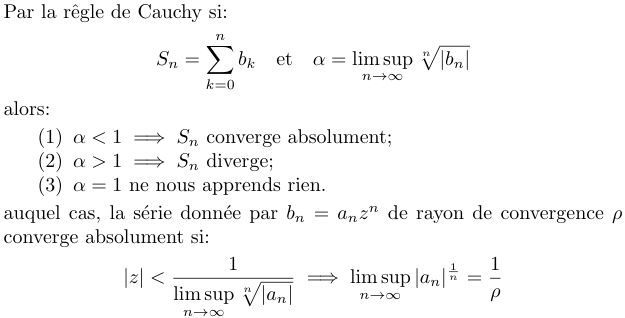 Par la rêgle de Cauchy si:
$$S_n = \sum_{k=0}^{n} b_k \quad \text{et} \quad \alpha = \limsup_{n\to\infty} \sqrt[n]{|b_n|}$$
alors:
(1) $\alpha < 1 \implies S_n$ converge absolument;
(2) $\alpha > 1 \implies S_n$ diverge;
(3) $\alpha = 1$ ne nous apprends rien.
auquel cas, la série donnée par $b_n = a_n z^n$ de rayon de convergence $\rho$
converge absolument si:
$$|z| < \frac{1}{\limsup_{n\to\infty} \sqrt[n]{|a_n|}} \implies \limsup_{n\to\infty} |a_n|^{\frac{1}{n}} = \frac{1}{\rho}$$